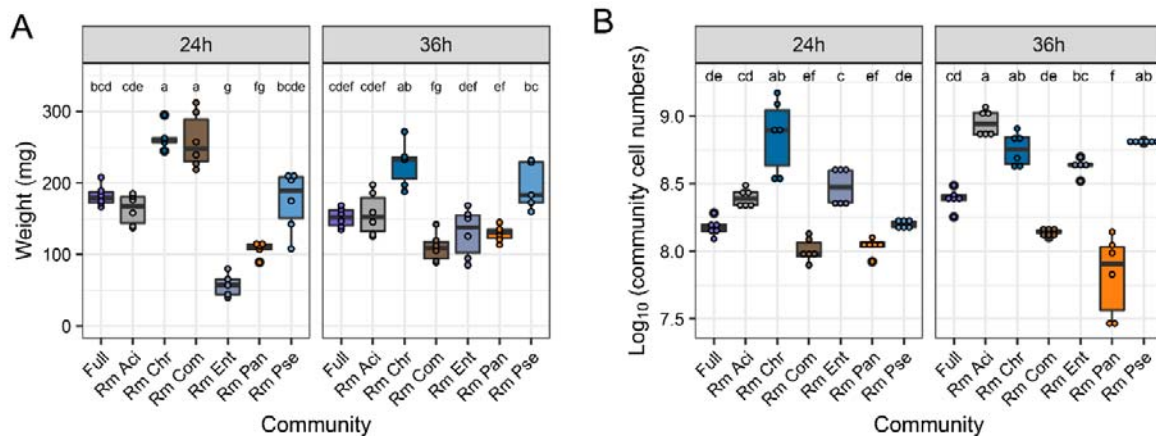 A
24h
36h
bcd cde a a g fg bcde
cdef cdef ab fg def ef bc
300
200
100
0
Weight (mg)
Full
Rm Aci
Rm Chr
Rm Com
Rm Ent
Rm Pan
Rm Pse
Full
Rm Aci
Rm Chr
Rm Com
Rm Ent
Rm Pan
Rm Pse
Community
B
24h
36h
de cd ab ef c ef de
cd a ab de bc f ab
9.0
8.5
8.0
7.5
Log₁₀ (community cell numbers)
Full
Rm Aci
Rm Chr
Rm Com
Rm Ent
Rm Pan
Rm Pse
Full
Rm Aci
Rm Chr
Rm Com
Rm Ent
Rm Pan
Rm Pse
Community